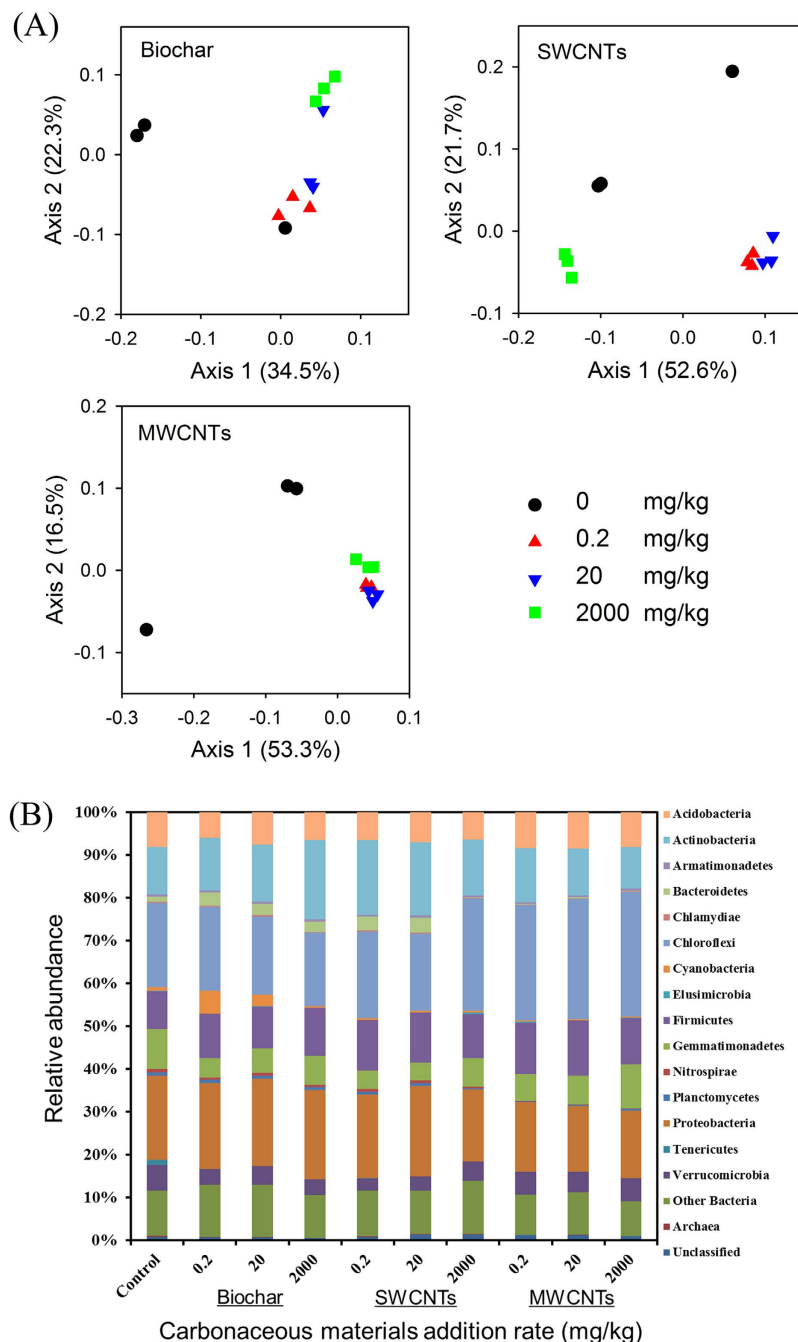 (A)
Biochar
0.1
0.0
-0.1
-0.2
-0.2
-0.1
0.0
0.1
Axis 2 (22.3%)
Axis 1 (34.5%)
SWCNTs
0.2
0.1
0.0
-0.1
-0.2
-0.1
0.0
0.1
Axis 2 (21.7%)
Axis 1 (52.6%)
MWCNTs
0.2
0.1
0.0
-0.1
-0.3
-0.2
-0.1
0.0
0.1
Axis 2 (16.5%)
Axis 1 (53.3%)
0 mg/kg
0.2 mg/kg
20 mg/kg
2000 mg/kg
(B)
100%
90%
80%
70%
60%
50%
40%
30%
20%
10%
0%
Relative abundance
Acidobacteria
Actinobacteria
Armatimonadetes
Bacteroidetes
Chlamydiae
Chloroflexi
Cyanobacteria
Elusimicrobia
Firmicutes
Gemmatimonadetes
Nitrospirae
Planctomycetes
Proteobacteria
Tenericutes
Verrucomicrobia
Other Bacteria
Archaea
Unclassified
Control
0.2
20
2000
0.2
20
2000
0.2
20
2000
Biochar
SWCNTs
MWCNTs
Carbonaceous materials addition rate (mg/kg)